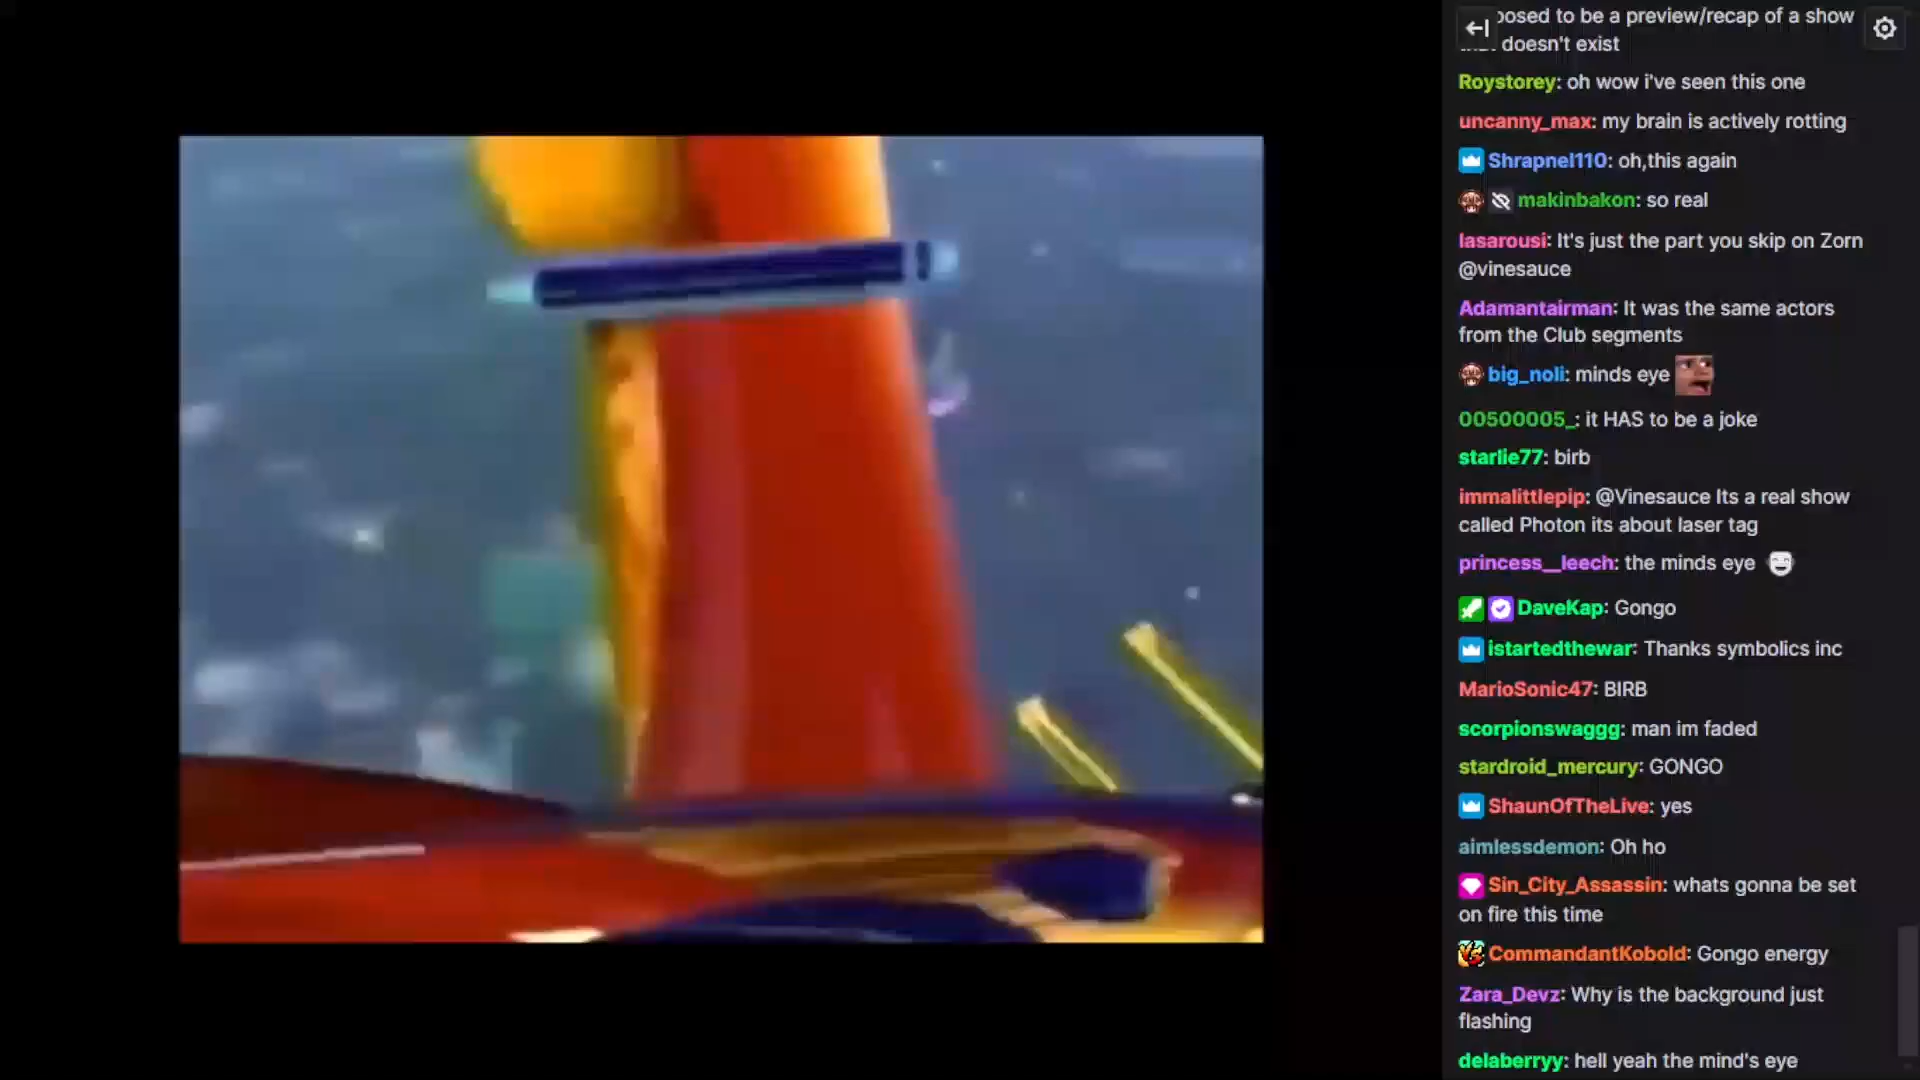 posed to be a preview/recap of a show
doesn't exist
Roystorey: oh wow i've seen this one
uncanny_max: my brain is actively rotting
Shrapnel110: oh,this again
makinbakon: so real
lasarousi: It's just the part you skip on Zorn
@vinesauce
Adamantairman: It was the same actors
from the Club segments
big_noli: minds eye
00500005_: it HAS to be a joke
starlie77: birb
immalittlepip: @Vinesauce Its a real show
called Photon its about laser tag
princess__leech: the minds eye
DaveKap: Gongo
istartedthewar: Thanks symbolics inc
MarioSonic47: BIRB
scorpionswaggg: man im faded
stardroid_mercury: GONGO
ShaunOfTheLive: yes
aimlessdemon: Oh ho
Sin_City_Assassin: whats gonna be set
on fire this time
CommandantKobold: Gongo energy
Zara_Devz: Why is the background just
flashing
delaberryy: hell yeah the mind's eye